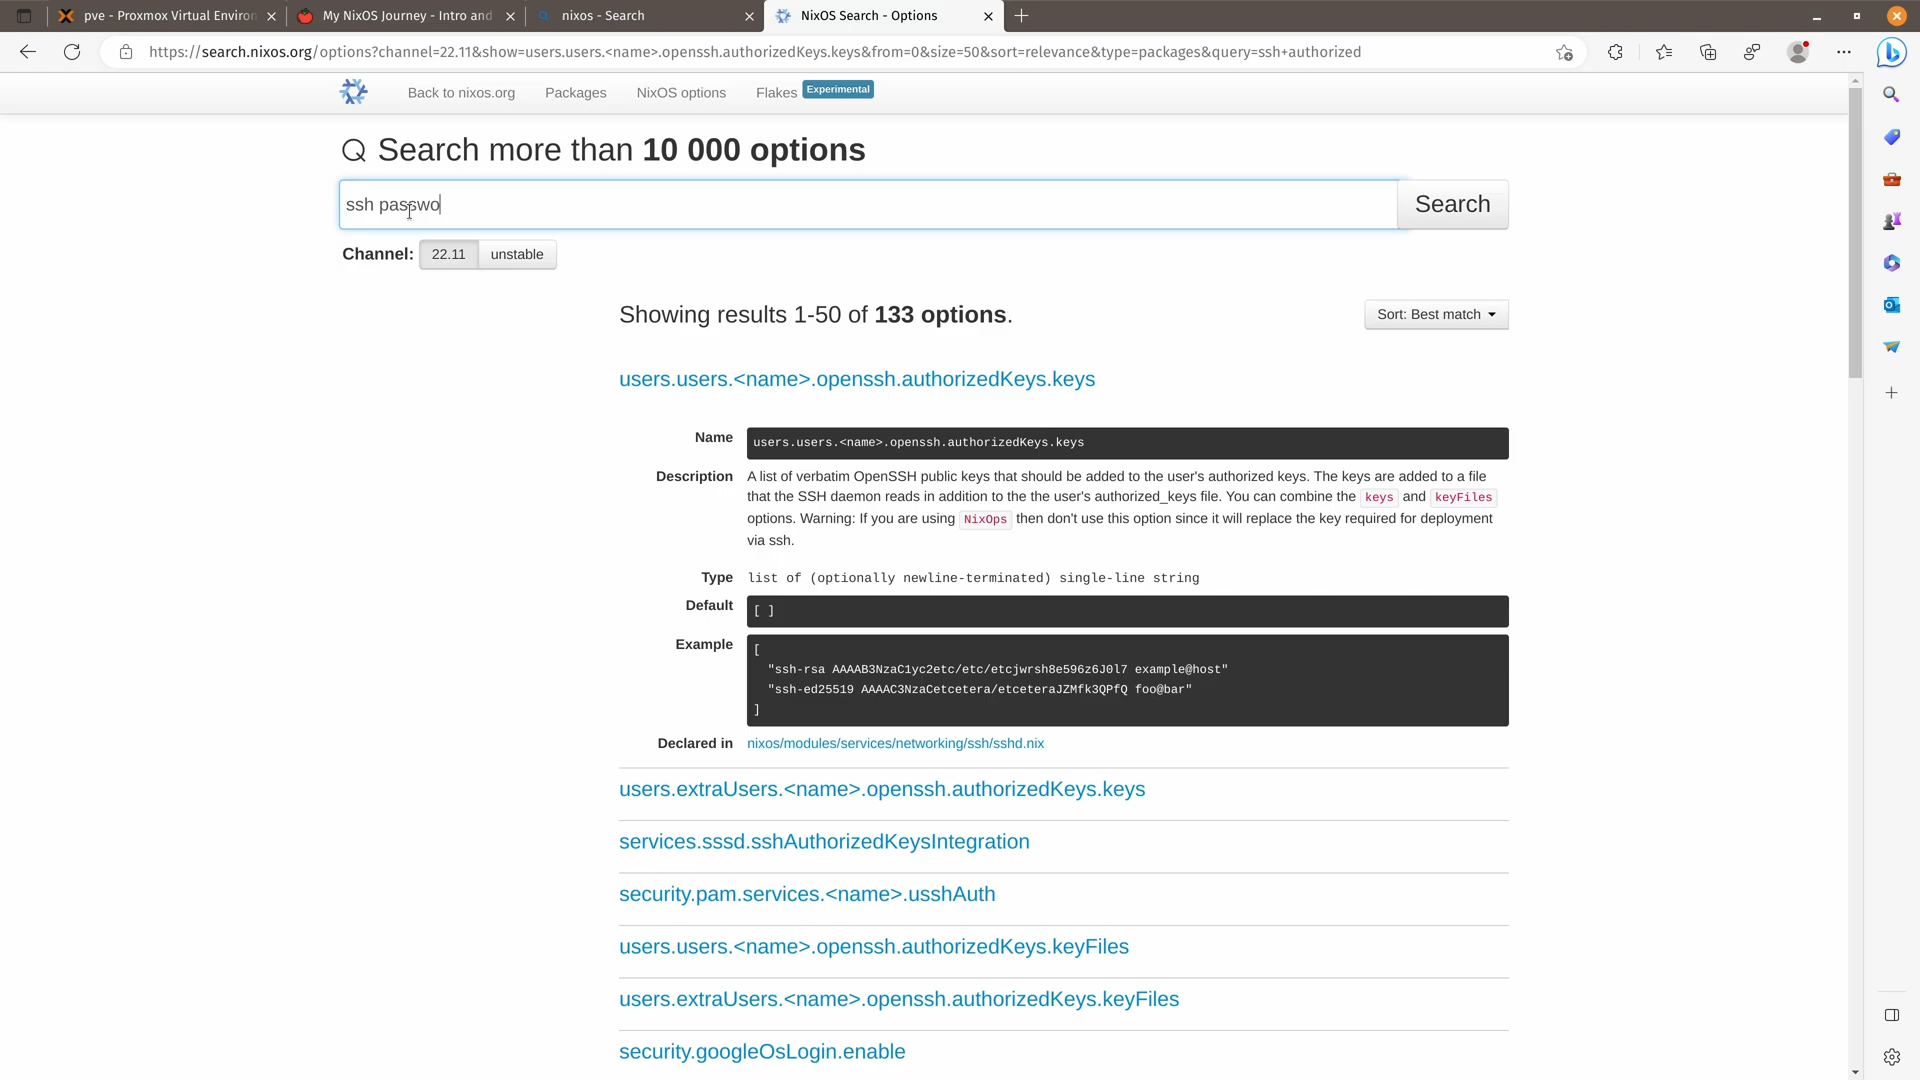 pve - Proxmox Virtual Environ
My NixOS Journey - Intro and
nixos - Search
NixOS Search - Options
https://search.nixos.org/options?channel=22.11&show=users.users.<name>.openssh.authorizedKeys.keys&from=0&size=50&sort=relevance&type=packages&query=ssh+authorized
Back to nixos.org
Packages
NixOS options
Flakes Experimental
Search more than 10 000 options
ssh passwo
Search
Channel: 22.11 unstable
Showing results 1-50 of 133 options.
Sort: Best match
users.users.<name>.openssh.authorizedKeys.keys
Name users.users.<name>.openssh.authorizedKeys.keys
Description A list of verbatim OpenSSH public keys that should be added to the user's authorized keys. The keys are added to a file
that the SSH daemon reads in addition to the the user's authorized_keys file. You can combine the keys and keyFiles
options. Warning: If you are using NixOps then don't use this option since it will replace the key required for deployment
via ssh.
Type list of (optionally newline-terminated) single-line string
Default [ ]
Example [
"ssh-rsa AAAAB3NzaC1yc2etc/etc/etcjwrsh8e596z6J0l7 example@host"
"ssh-ed25519 AAAAC3NzaCetcetera/etceteraJZMfk3QPfQ foo@bar"
]
Declared in nixos/modules/services/networking/ssh/sshd.nix
users.extraUsers.<name>.openssh.authorizedKeys.keys
services.sssd.sshAuthorizedKeysIntegration
security.pam.services.<name>.usshAuth
users.users.<name>.openssh.authorizedKeys.keyFiles
users.extraUsers.<name>.openssh.authorizedKeys.keyFiles
security.googleOsLogin.enable